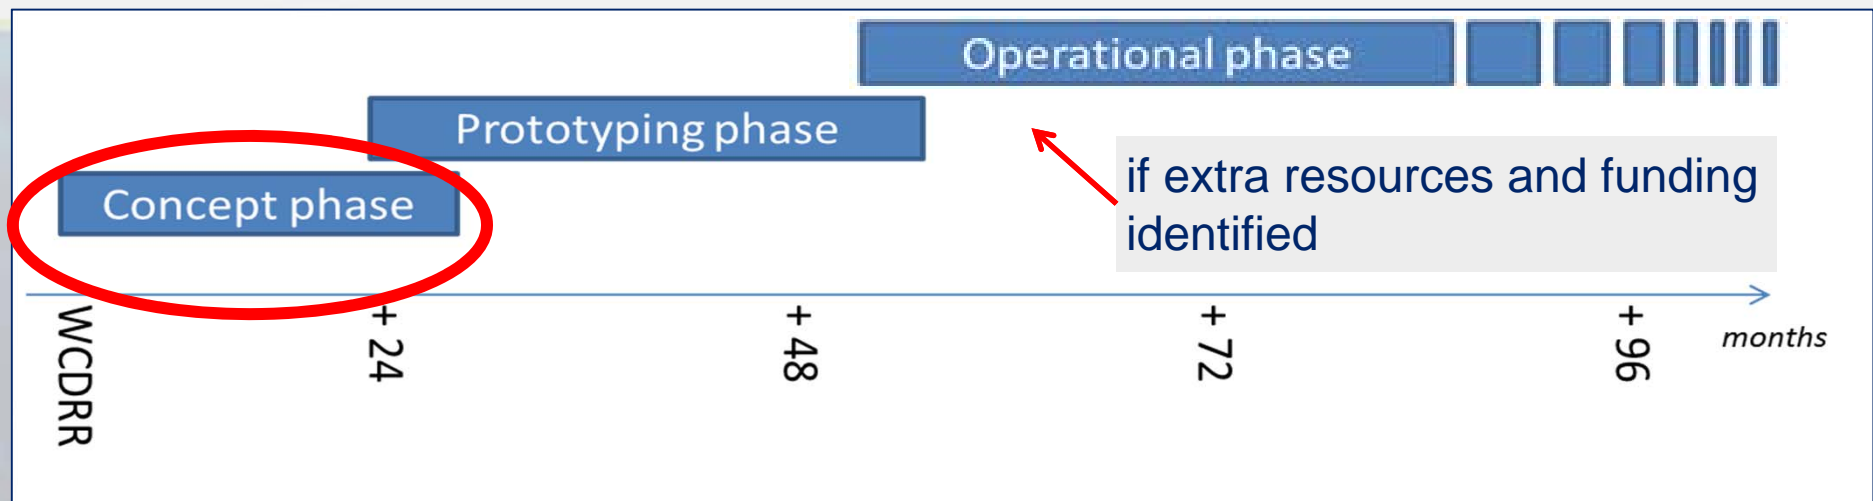 Operational phase
Prototyping phase
if extra resources and funding
identified
Concept phase
WCDRR
+ 24
+ 48
+ 72
+ 96
months